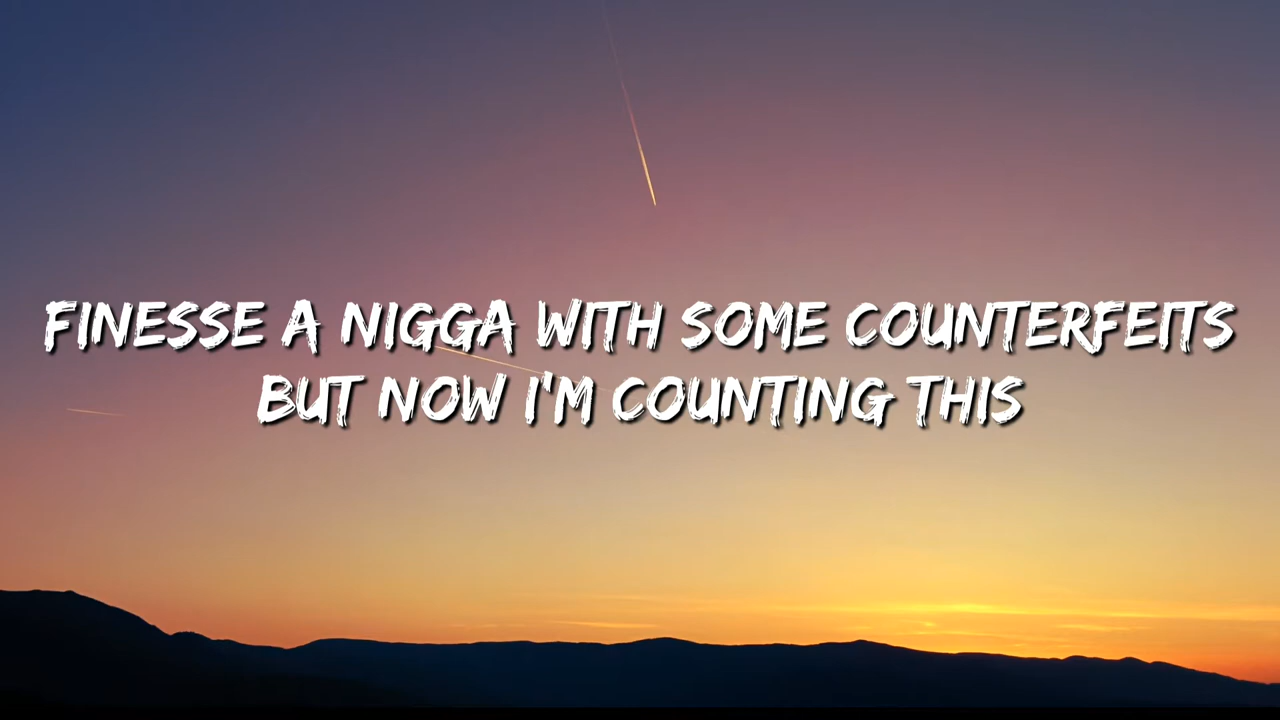 FINESSE A NIGGA WITH SOME COUNTERFEITS
BUT NOW I'M COUNTING THIS